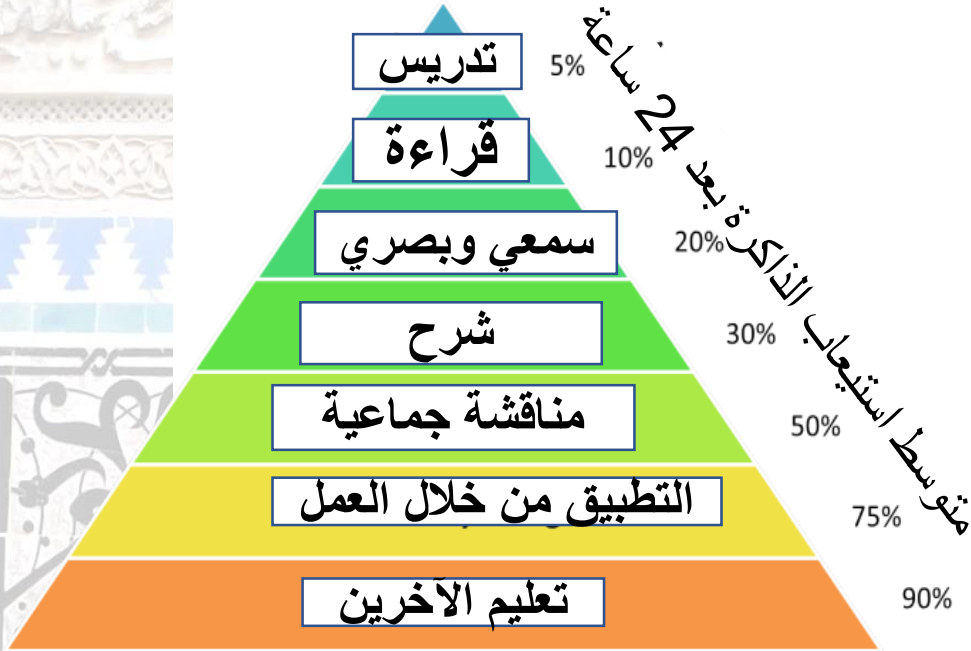 تدريس
5%
قراءة
10%
سمعي وبصري
20%
شرح
30%
مناقشة جماعية
50%
التطبيق من خلال العمل
75%
تعليم الآخرين
90%
متوسط استيعاب الذاكرة بعد 24 ساعة